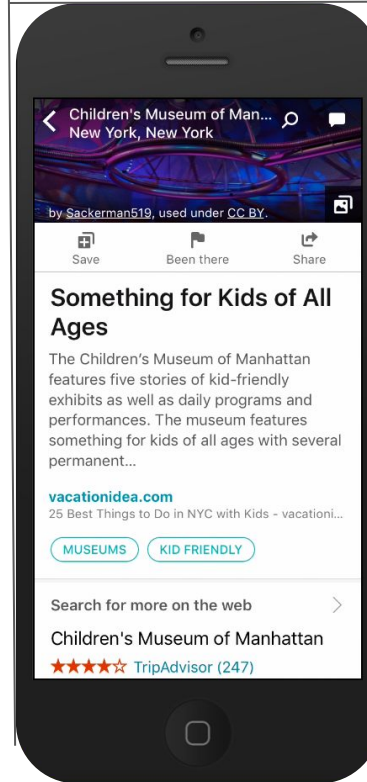 Children's Museum of Man...
New York, New York
by Sackerman519, used under CC BY.
Save Been there Share
Something for Kids of All
Ages
The Children's Museum of Manhattan
features five stories of kid-friendly
exhibits as well as daily programs and
performances. The museum features
something for kids of all ages with several
permanent...
vacationidea.com
25 Best Things to Do in NYC with Kids - vacationi...
MUSEUMS KID FRIENDLY
Search for more on the web
Children's Museum of Manhattan
TripAdvisor (247)